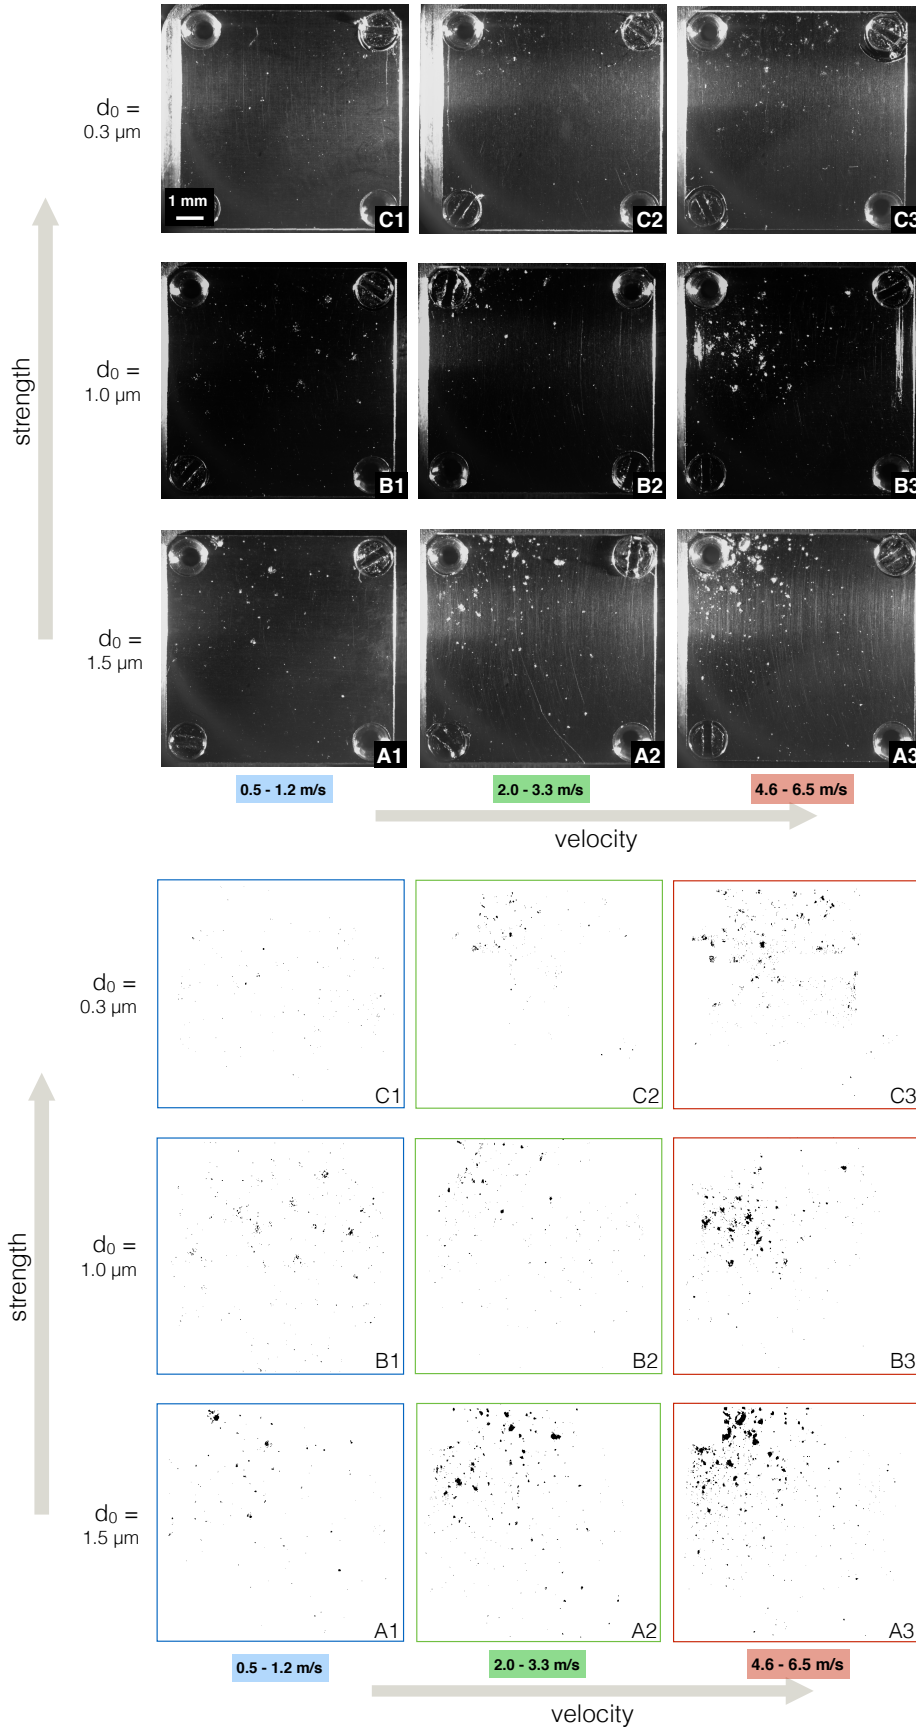 d₀ =
0.3 µm
1 mm
C1
C2
C3
strength
d₀ =
1.0 µm
B1
B2
B3
d₀ =
1.5 µm
A1
A2
A3
0.5 - 1.2 m/s
2.0 - 3.3 m/s
4.6 - 6.5 m/s
velocity
d₀ =
0.3 µm
C1
C2
C3
strength
d₀ =
1.0 µm
B1
B2
B3
d₀ =
1.5 µm
A1
A2
A3
0.5 - 1.2 m/s
2.0 - 3.3 m/s
4.6 - 6.5 m/s
velocity